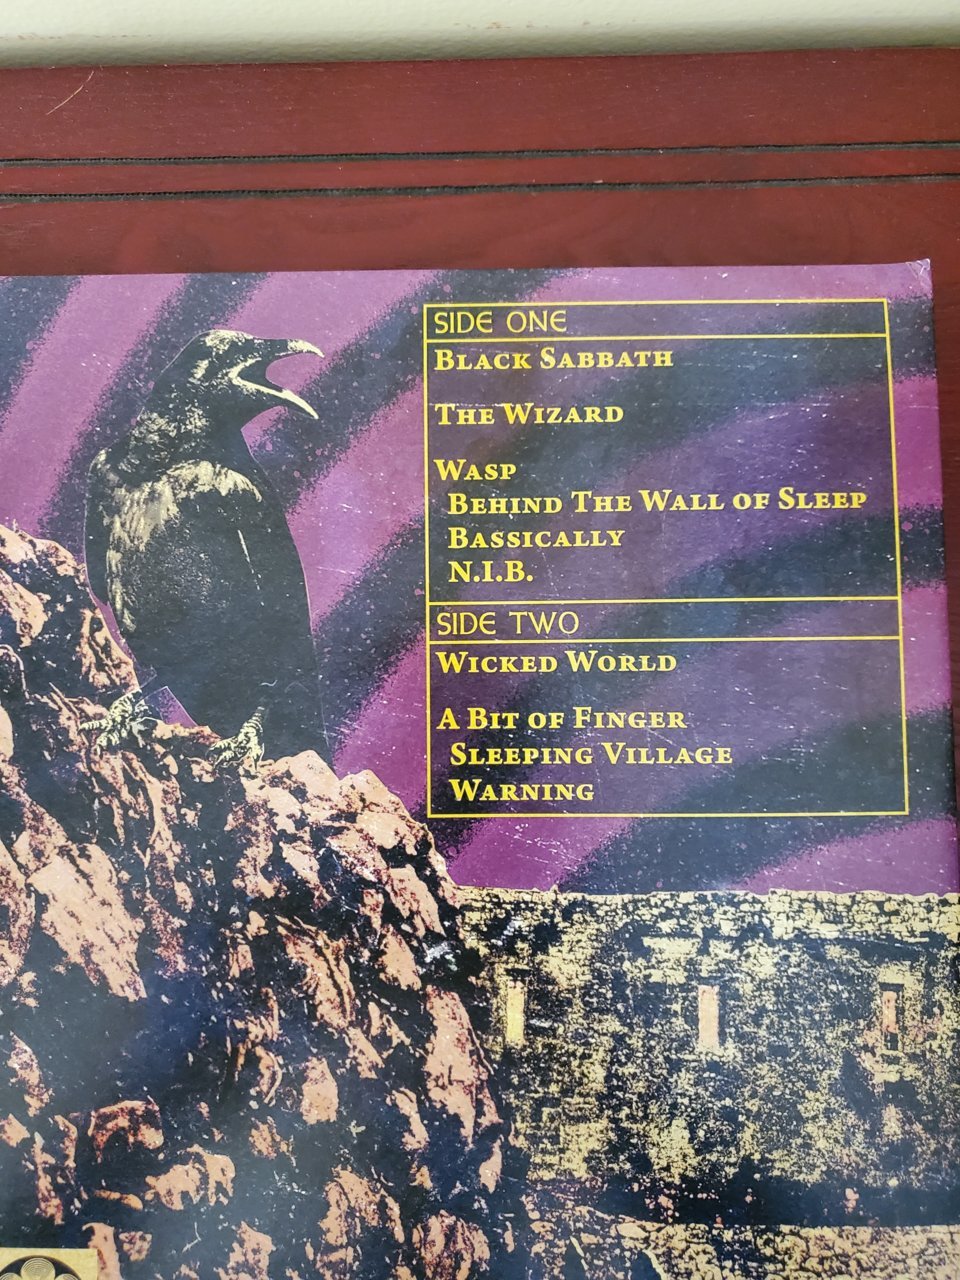 SIDE ONE
BLACK SABBATH
THE WIZARD
WASP
BEHIND THE WALL OF SLEEP
BASSICALLY
N.I.B.
SIDE TWO
WICKED WORLD
A BIT OF FINGER
SLEEPING VILLAGE
WARNING